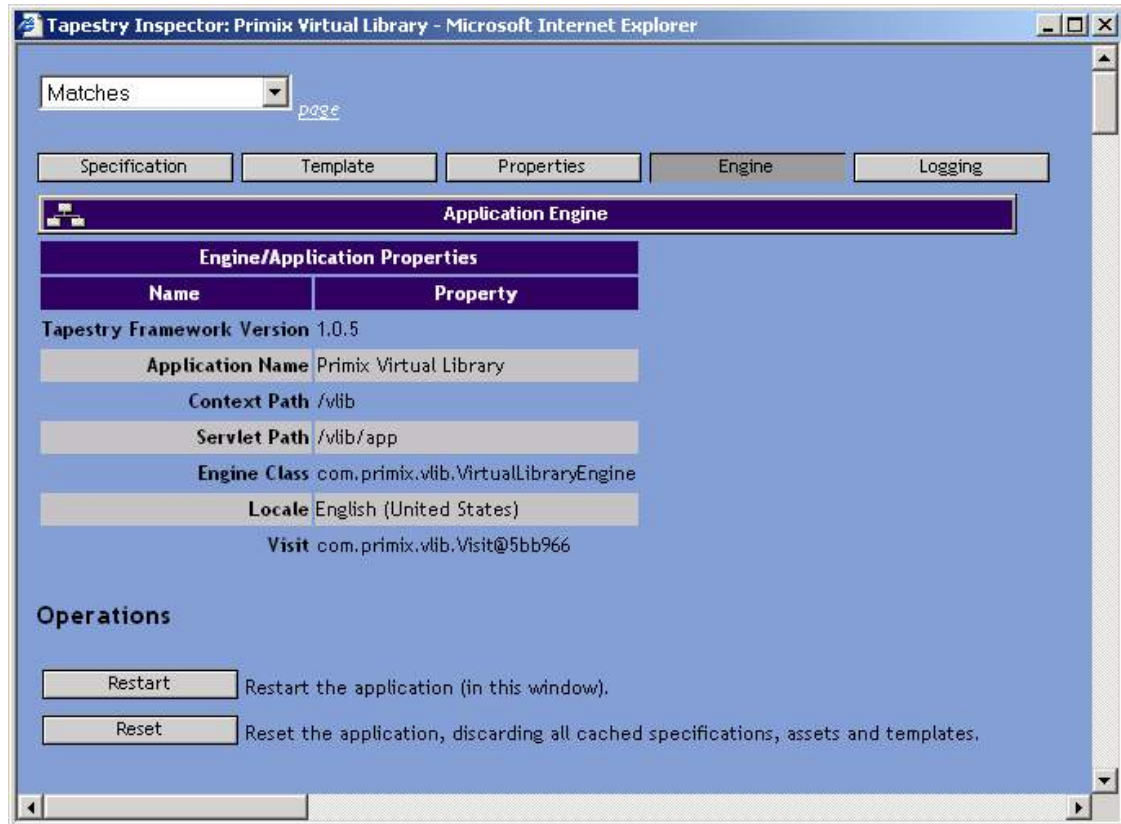 Tapestry Inspector: Primix Virtual Library - Microsoft Internet Explorer
Matches page
Specification Template Properties Engine Logging
Application Engine
Engine/Application Properties
Name Property
Tapestry Framework Version 1.0.5
Application Name Primix Virtual Library
Context Path /vlib
Servlet Path /vlib/app
Engine Class com.primix.vlib.VirtualLibraryEngine
Locale English (United States)
Visit com.primix.vlib.Visit@5bb966
Operations
Restart Restart the application (in this window).
Reset Reset the application, discarding all cached specifications, assets and templates.